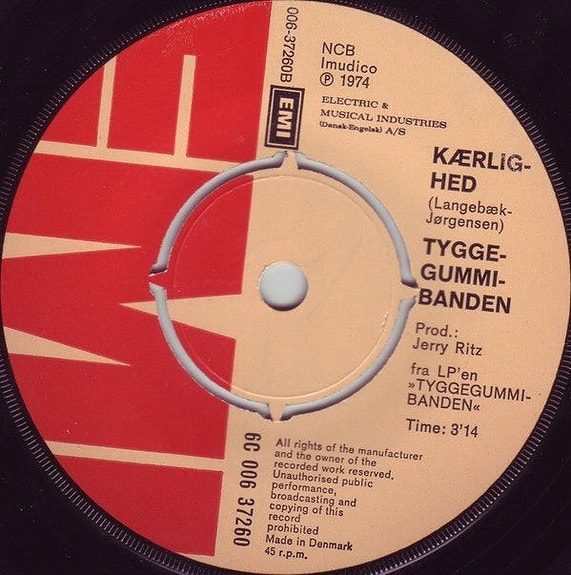 006-37260B
EMI
NCB
Imudico
℗ 1974
ELECTRIC &
MUSICAL INDUSTRIES
(Dansk-Engelsk) A/S
KÆRLIG-
HED
(Langebæk-
Jørgensen)
TYGGE-
GUMMI-
BANDEN
Prod.:
Jerry Ritz
fra LP'en
»TYGGEGUMMI-
BANDEN«
Time: 3'14
6C 006 37260
All rights of the manufacturer
and the owner of the
recorded work reserved.
Unauthorised public
performance,
broadcasting and
copying of this
record
prohibited
Made in Denmark
45 r.p.m.
EMI